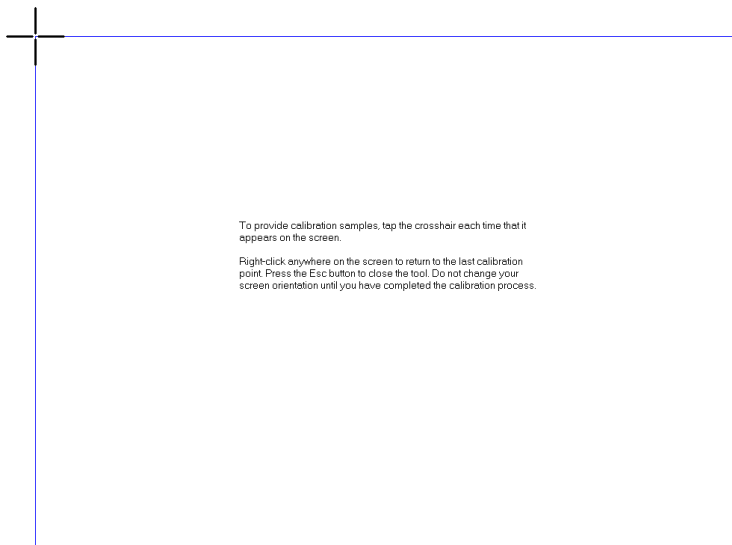 To provide calibration samples, tap the crosshair each time that it
appears on the screen.
Right-click anywhere on the screen to return to the last calibration
point. Press the Esc button to close the tool. Do not change your
screen orientation until you have completed the calibration process.